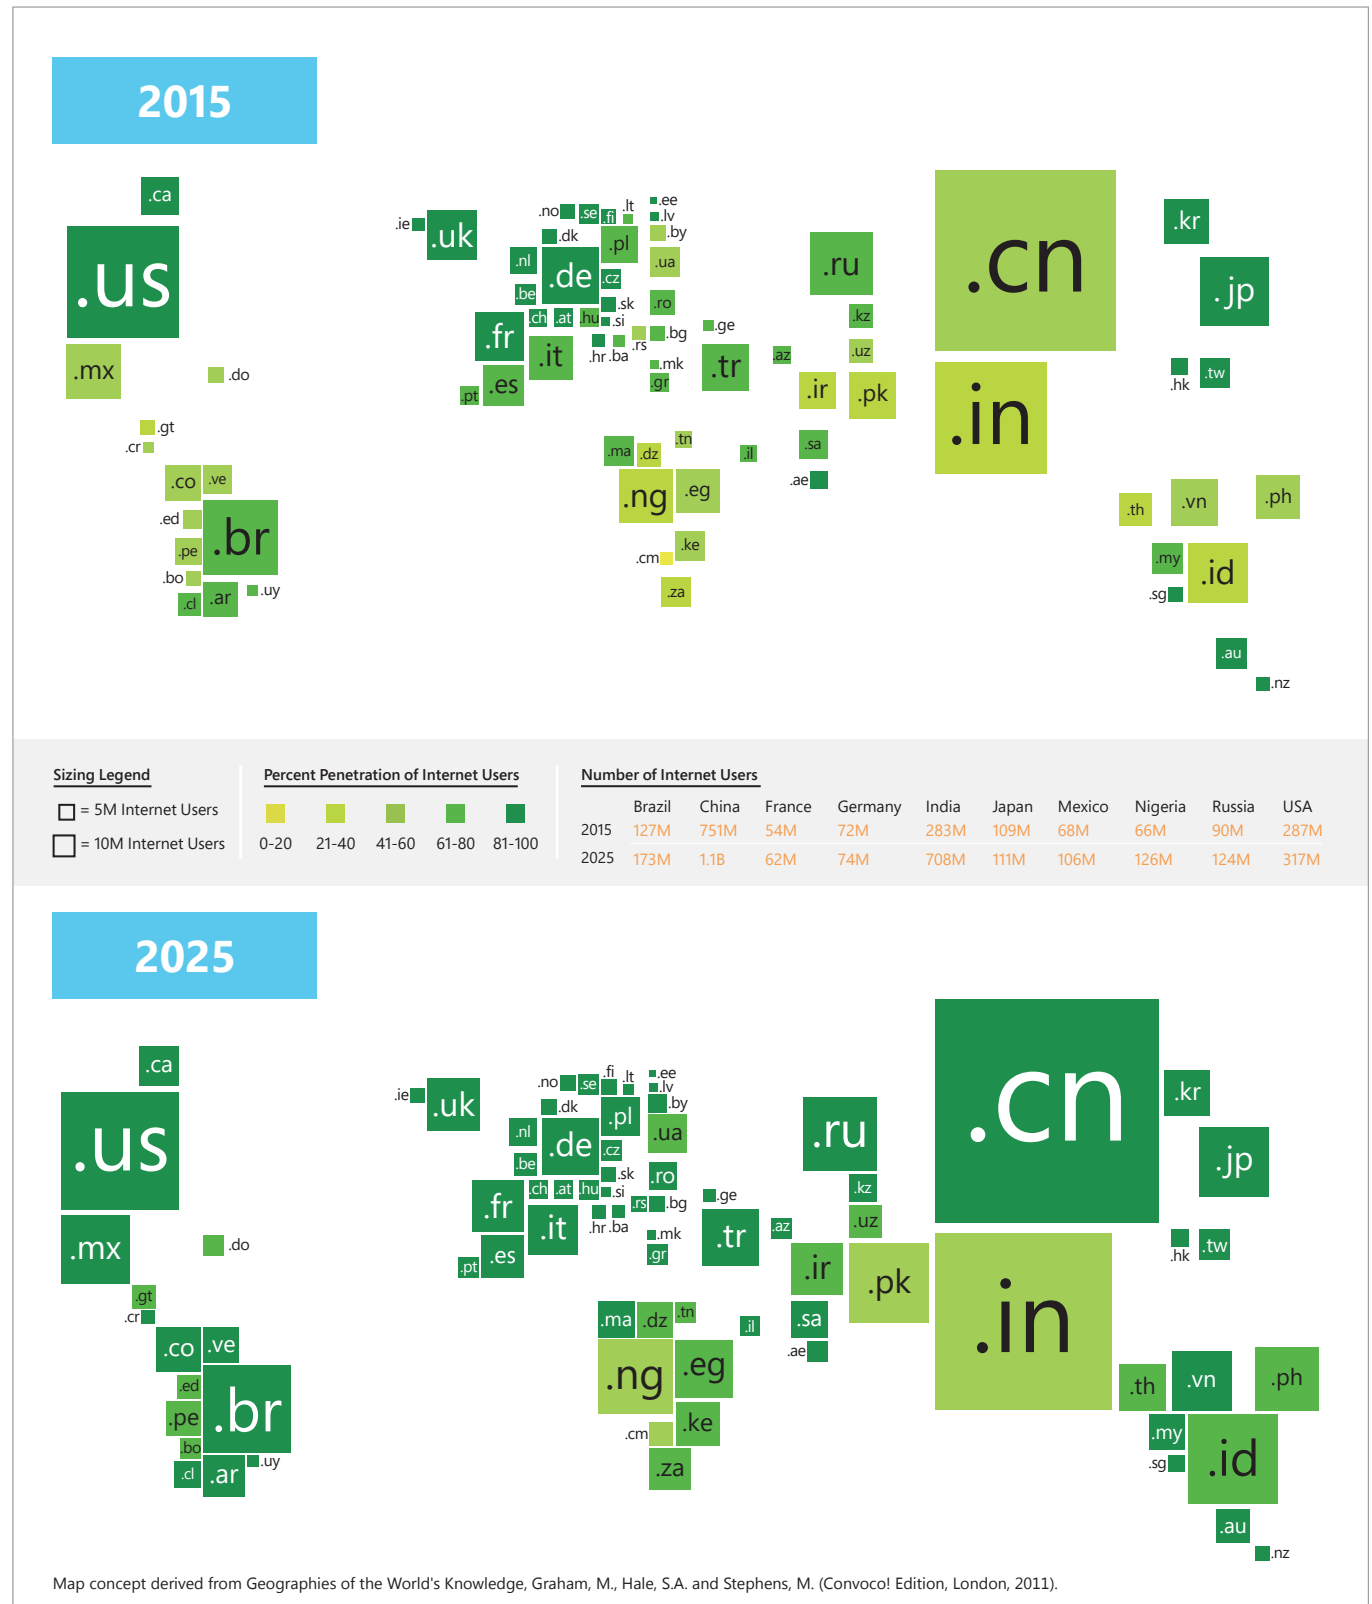 2015
.ca
.us
.mx
.do
.gt
.cr
.co
.ve
.ed
.br
.pe
.bo
.cl
.ar
.uy
.ie
.uk
.no
.se
.fi
.lt
.ee
.lv
.by
.dk
.pl
.nl
.de
.cz
.ua
.be
.sk
.ro
.ch
.at
.hu
.si
.fr
.it
.hr
.ba
.rs
.bg
.ge
.mk
.gr
.tr
.az
.pt
.es
.ru
.kz
.uz
.ir
.pk
.cn
.in
.kr
.jp
.hk
.tw
.ma
.dz
.tn
.il
.sa
.ae
.ng
.eg
.cm
.ke
.za
.th
.vn
.ph
.my
.id
.sg
.au
.nz
Sizing Legend
= 5M Internet Users
= 10M Internet Users
Percent Penetration of Internet Users
0-20 21-40 41-60 61-80 81-100
Number of Internet Users
Brazil China France Germany India Japan Mexico Nigeria Russia USA
2015 127M 751M 54M 72M 283M 109M 68M 66M 90M 287M
2025 173M 1.1B 62M 74M 708M 111M 106M 126M 124M 317M
2025
.ca
.us
.mx
.do
.gt
.cr
.co
.ve
.ed
.br
.pe
.bo
.cl
.ar
.uy
.ie
.uk
.no
.se
.fi
.lt
.ee
.lv
.by
.dk
.pl
.nl
.de
.cz
.ua
.be
.sk
.ro
.ch
.at
.hu
.si
.fr
.it
.hr
.ba
.rs
.bg
.ge
.mk
.gr
.tr
.az
.pt
.es
.ru
.kz
.uz
.ir
.pk
.cn
.in
.kr
.jp
.hk
.tw
.ma
.dz
.tn
.il
.sa
.ae
.ng
.eg
.cm
.ke
.za
.th
.vn
.ph
.my
.id
.sg
.au
.nz
Map concept derived from Geographies of the World's Knowledge, Graham, M., Hale, S.A. and Stephens, M. (Convoco! Edition, London, 2011).